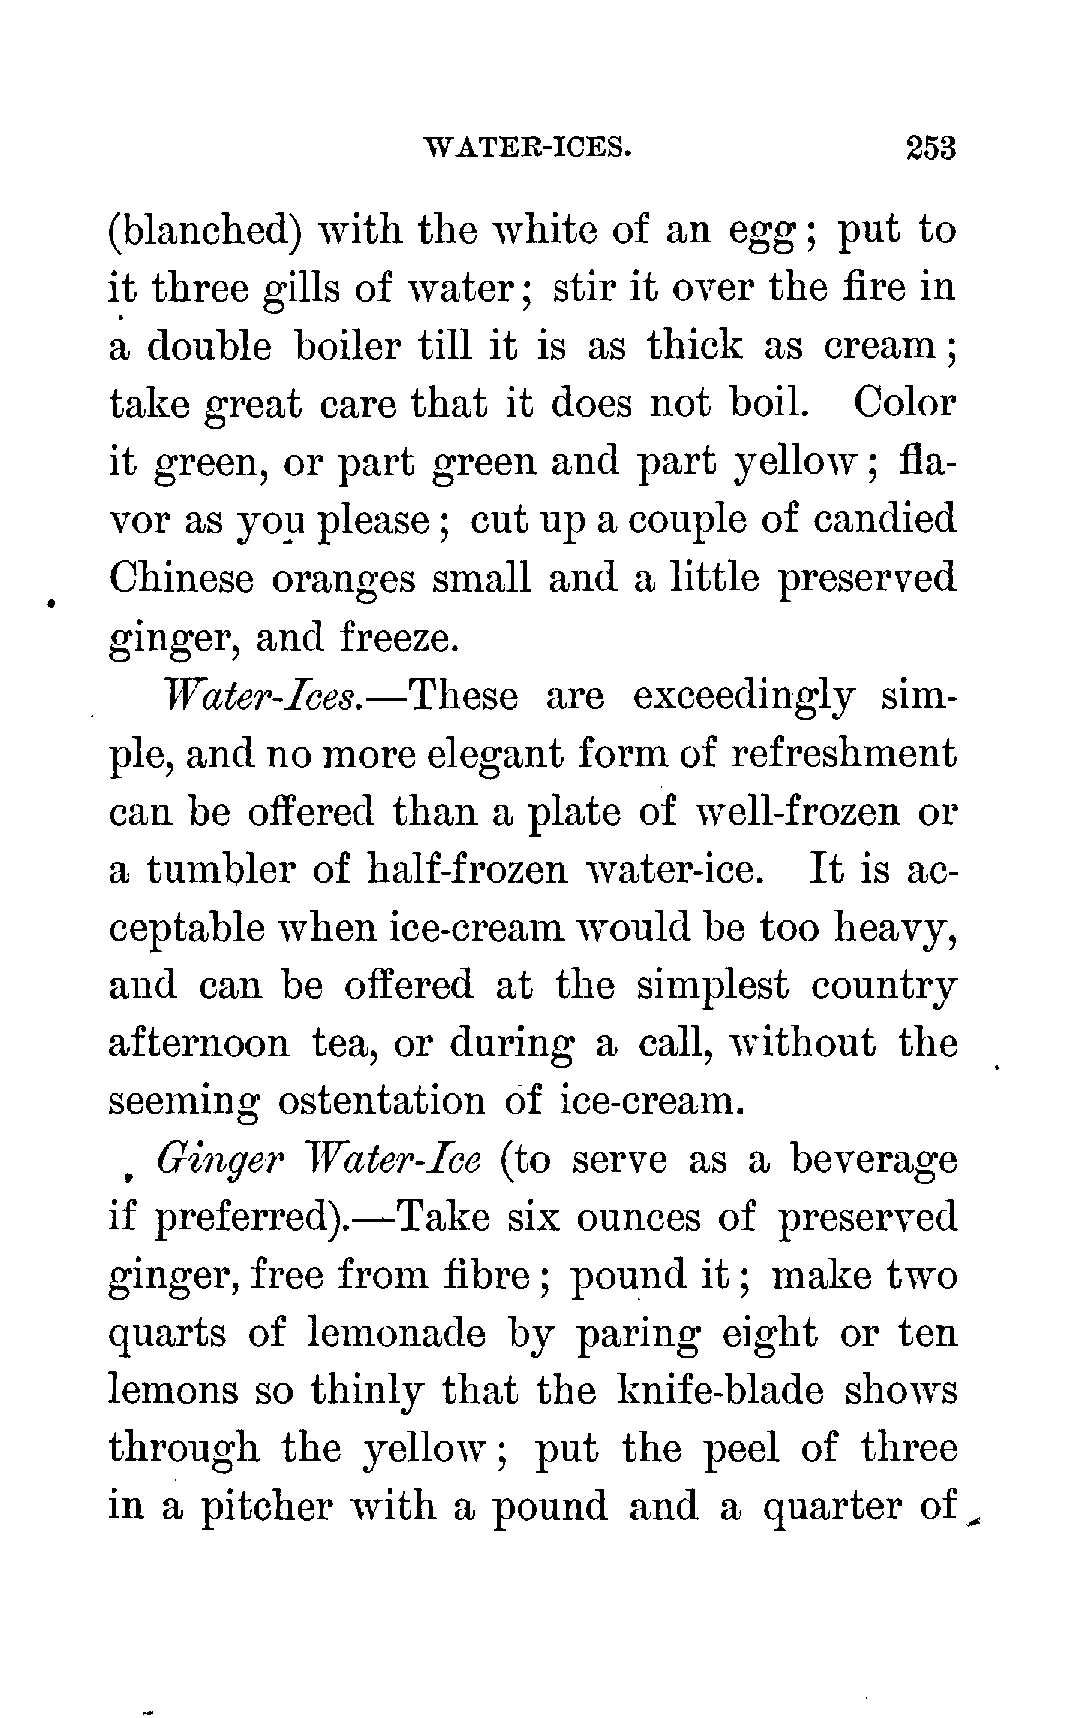 WATER-ICES. 253
(blanched) with the white of an egg; put to
it three gills of water; stir it over the fire in
a double boiler till it is as thick as cream;
take great care that it does not boil. Color
it green, or part green and part yellow; fla-
vor as you please; cut up a couple of candied
Chinese oranges small and a little preserved
ginger, and freeze.
Water-Ices.—These are exceedingly sim-
ple, and no more elegant form of refreshment
can be offered than a plate of well-frozen or
a tumbler of half-frozen water-ice. It is ac-
ceptable when ice-cream would be too heavy,
and can be offered at the simplest country
afternoon tea, or during a call, without the
seeming ostentation of ice-cream.
Ginger Water-Ice (to serve as a beverage
if preferred).—Take six ounces of preserved
ginger, free from fibre; pound it; make two
quarts of lemonade by paring eight or ten
lemons so thinly that the knife-blade shows
through the yellow; put the peel of three
in a pitcher with a pound and a quarter of